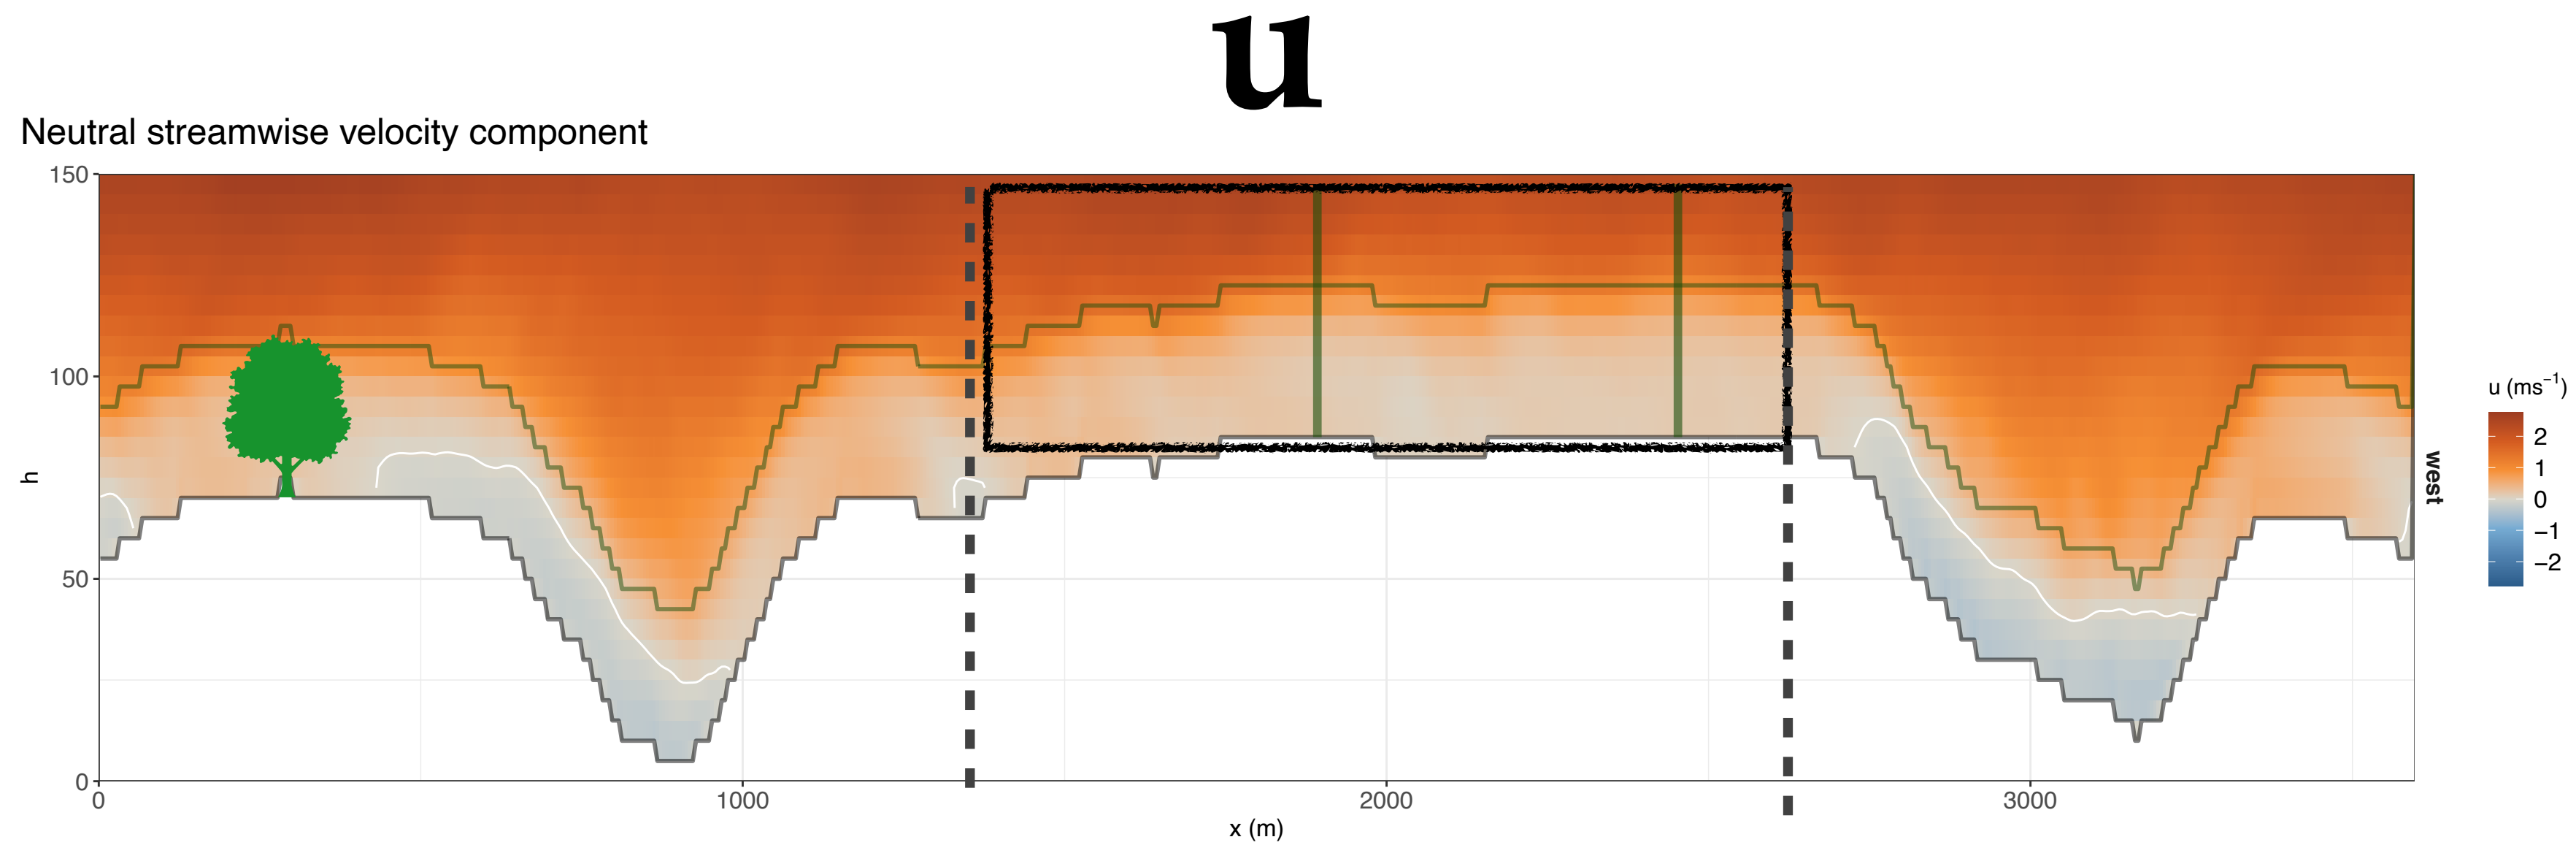 u
Neutral streamwise velocity component
150
100
50
0
h
0 1000 2000 3000
x (m)
west
u (ms⁻¹)
2
1
0
−1
−2